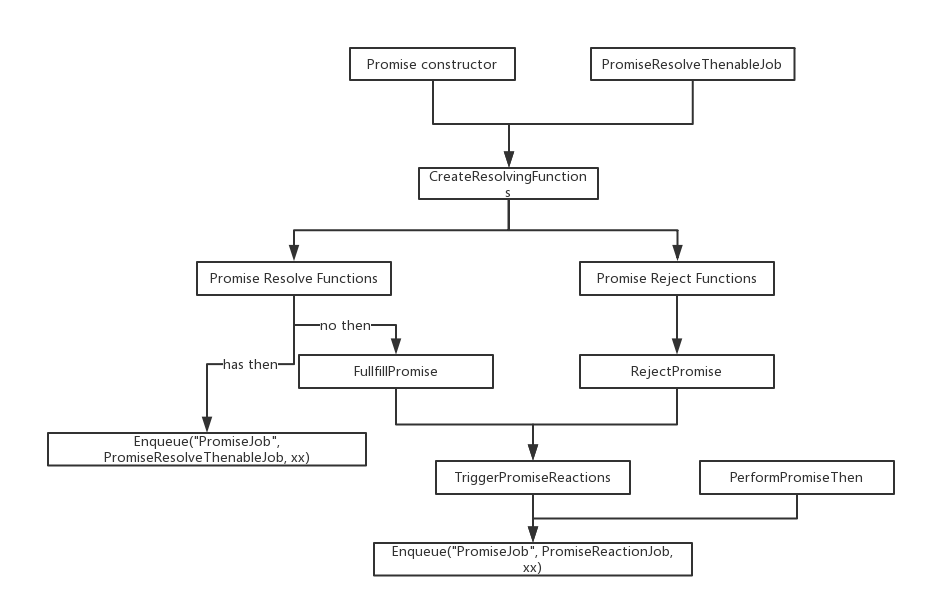 Promise constructor
PromiseResolveThenableJob
CreateResolvingFunction
s
Promise Resolve Functions
Promise Reject Functions
no then
has then
FullfillPromise
RejectPromise
Enqueue("PromiseJob",
PromiseResolveThenableJob, xx)
TriggerPromiseReactions
PerformPromiseThen
Enqueue("PromiseJob", PromiseReactionJob,
xx)